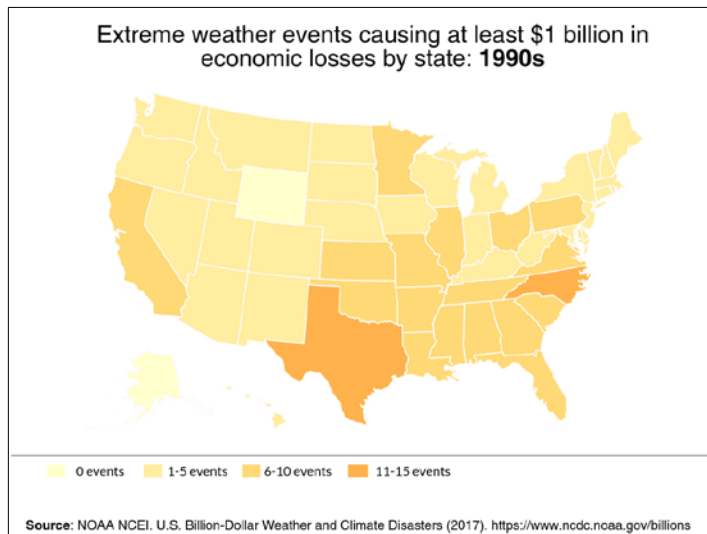 Extreme weather events causing at least $1 billion in
economic losses by state: 1990s
0 events 1-5 events 6-10 events 11-15 events
Source: NOAA NCEI. U.S. Billion-Dollar Weather and Climate Disasters (2017). https://www.ncdc.noaa.gov/billions